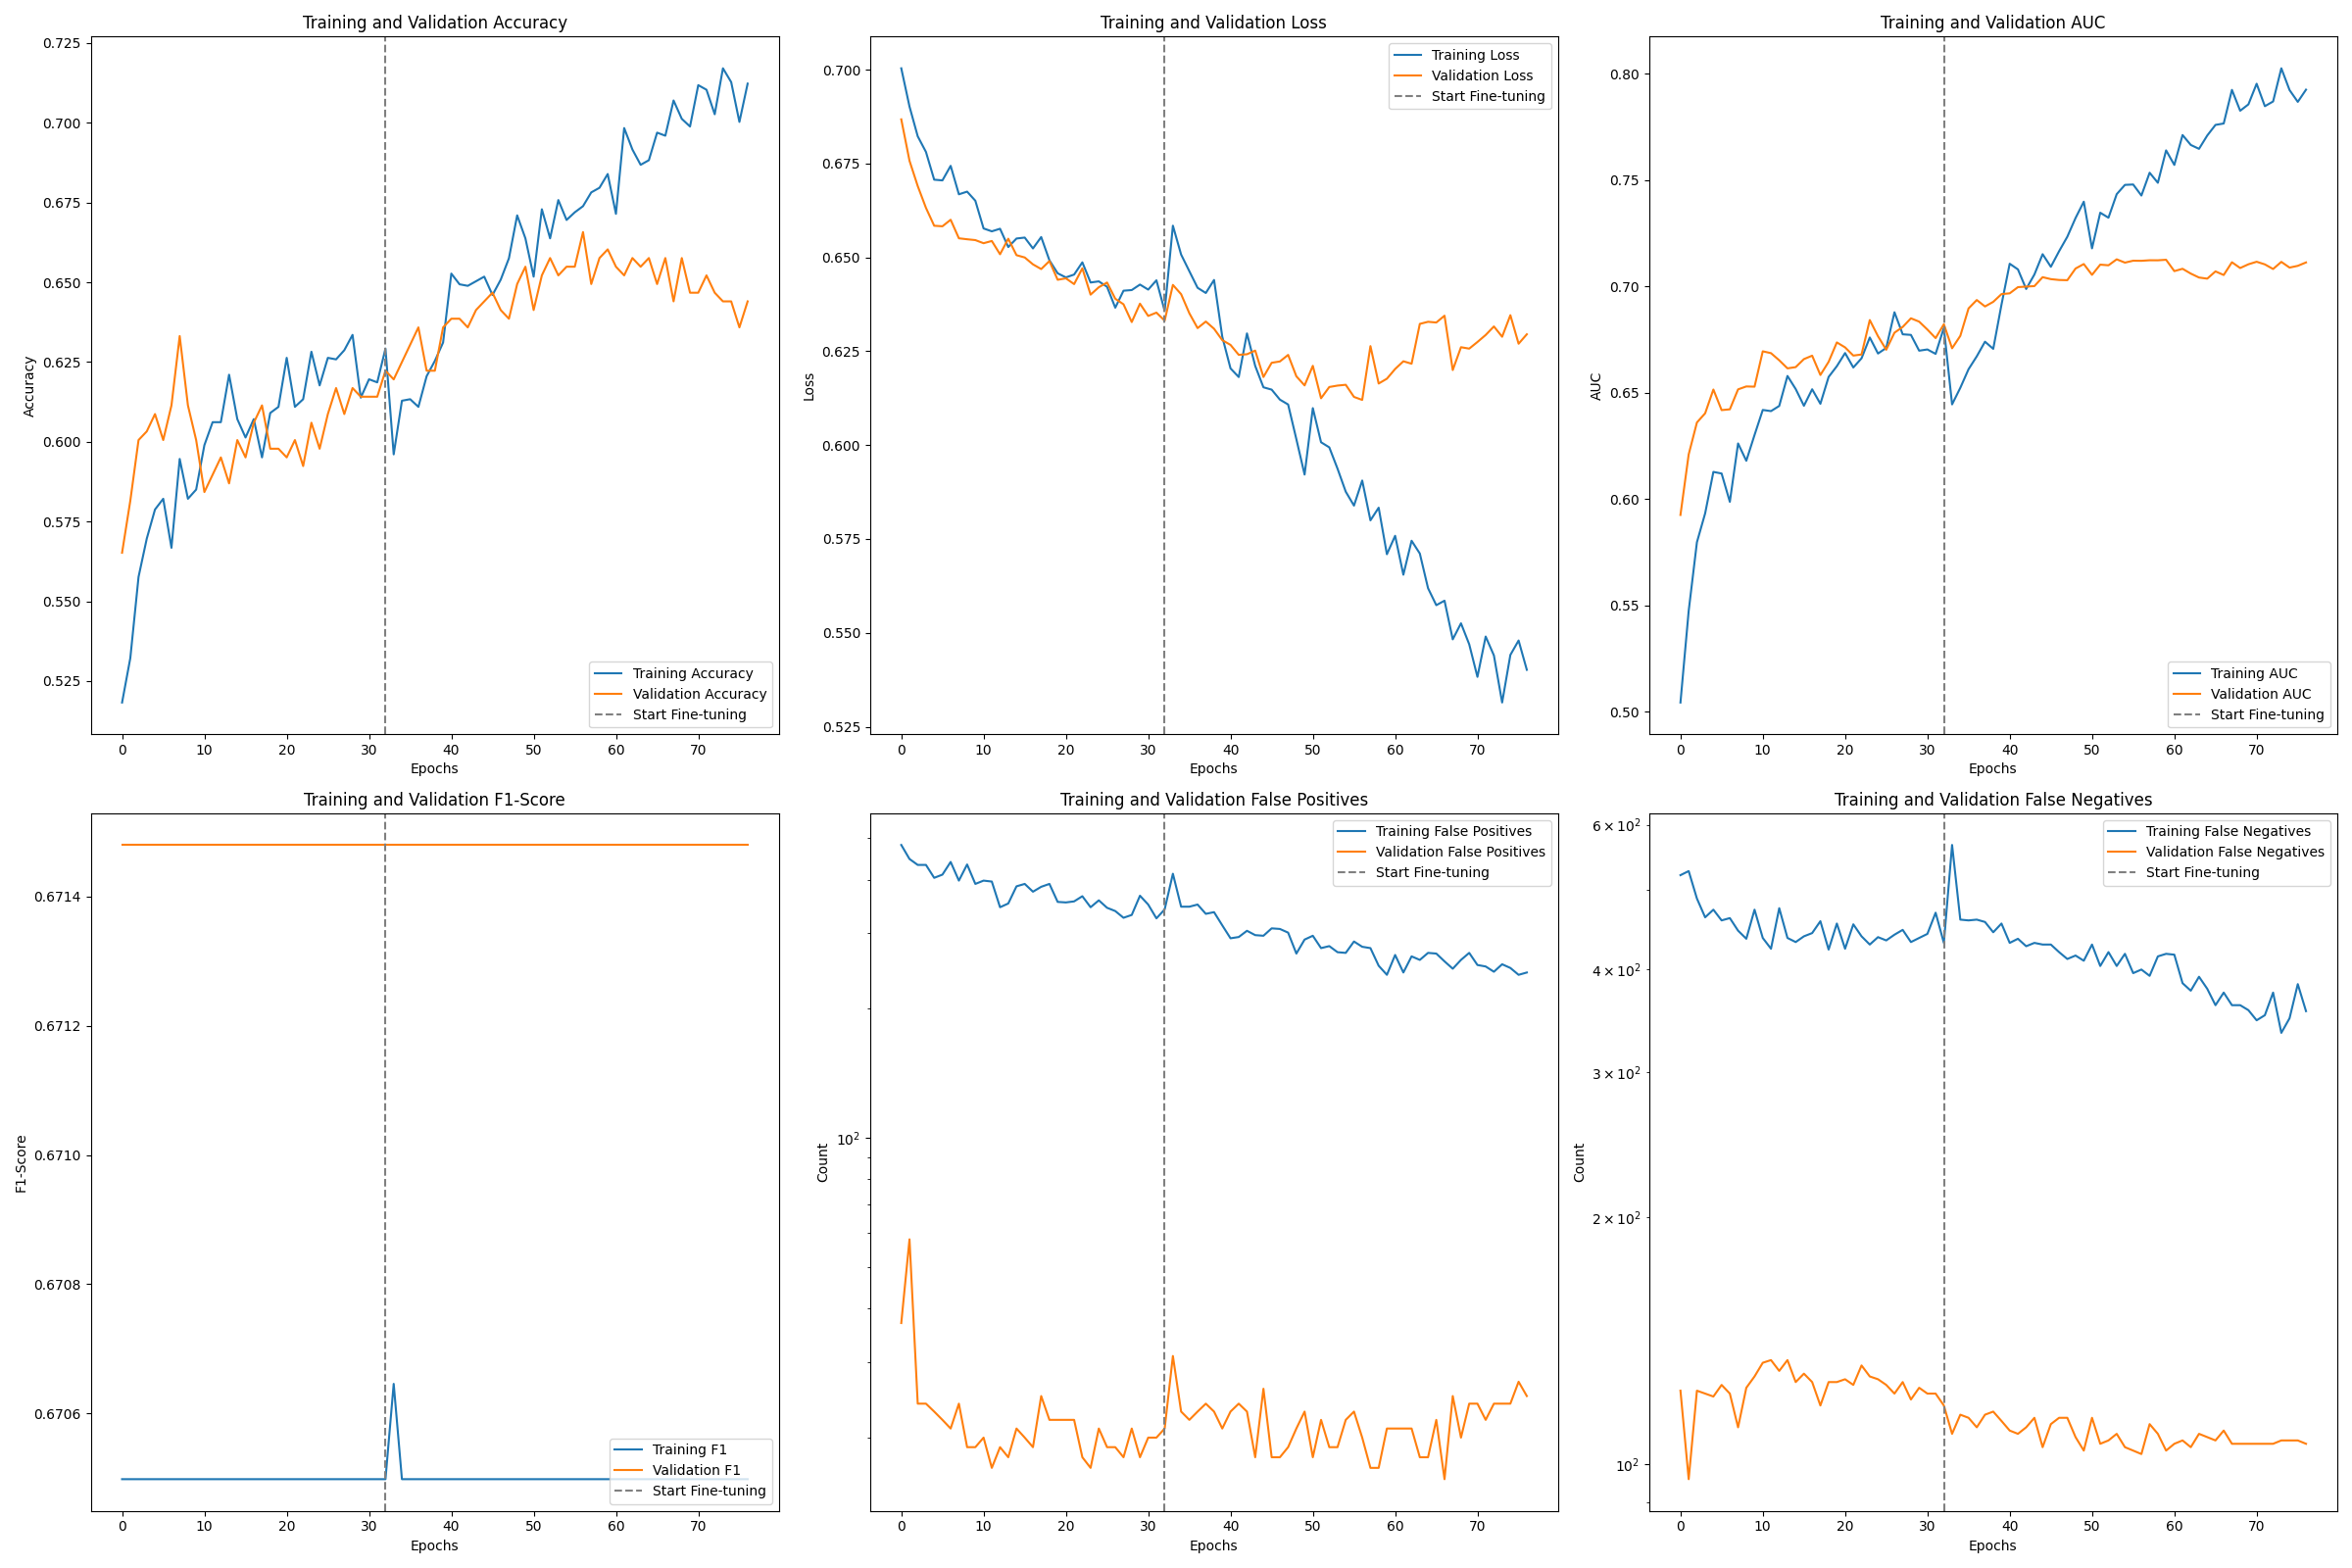 Training and Validation Accuracy
0.725
0.700
0.675
0.650
0.625
0.600
0.575
0.550
0.525
Accuracy
0 10 20 30 40 50 60 70
Epochs
Training Accuracy
Validation Accuracy
Start Fine-tuning
Training and Validation Loss
0.700
0.675
0.650
0.625
0.600
0.575
0.550
0.525
Loss
0 10 20 30 40 50 60 70
Epochs
Training Loss
Validation Loss
Start Fine-tuning
Training and Validation AUC
0.80
0.75
0.70
0.65
0.60
0.55
0.50
AUC
0 10 20 30 40 50 60 70
Epochs
Training AUC
Validation AUC
Start Fine-tuning
Training and Validation F1-Score
0.6714
0.6712
0.6710
0.6708
0.6706
F1-Score
0 10 20 30 40 50 60 70
Epochs
Training F1
Validation F1
Start Fine-tuning
Training and Validation False Positives
10²
Count
0 10 20 30 40 50 60 70
Epochs
Training False Positives
Validation False Positives
Start Fine-tuning
Training and Validation False Negatives
6 × 10²
4 × 10²
3 × 10²
2 × 10²
10²
Count
0 10 20 30 40 50 60 70
Epochs
Training False Negatives
Validation False Negatives
Start Fine-tuning